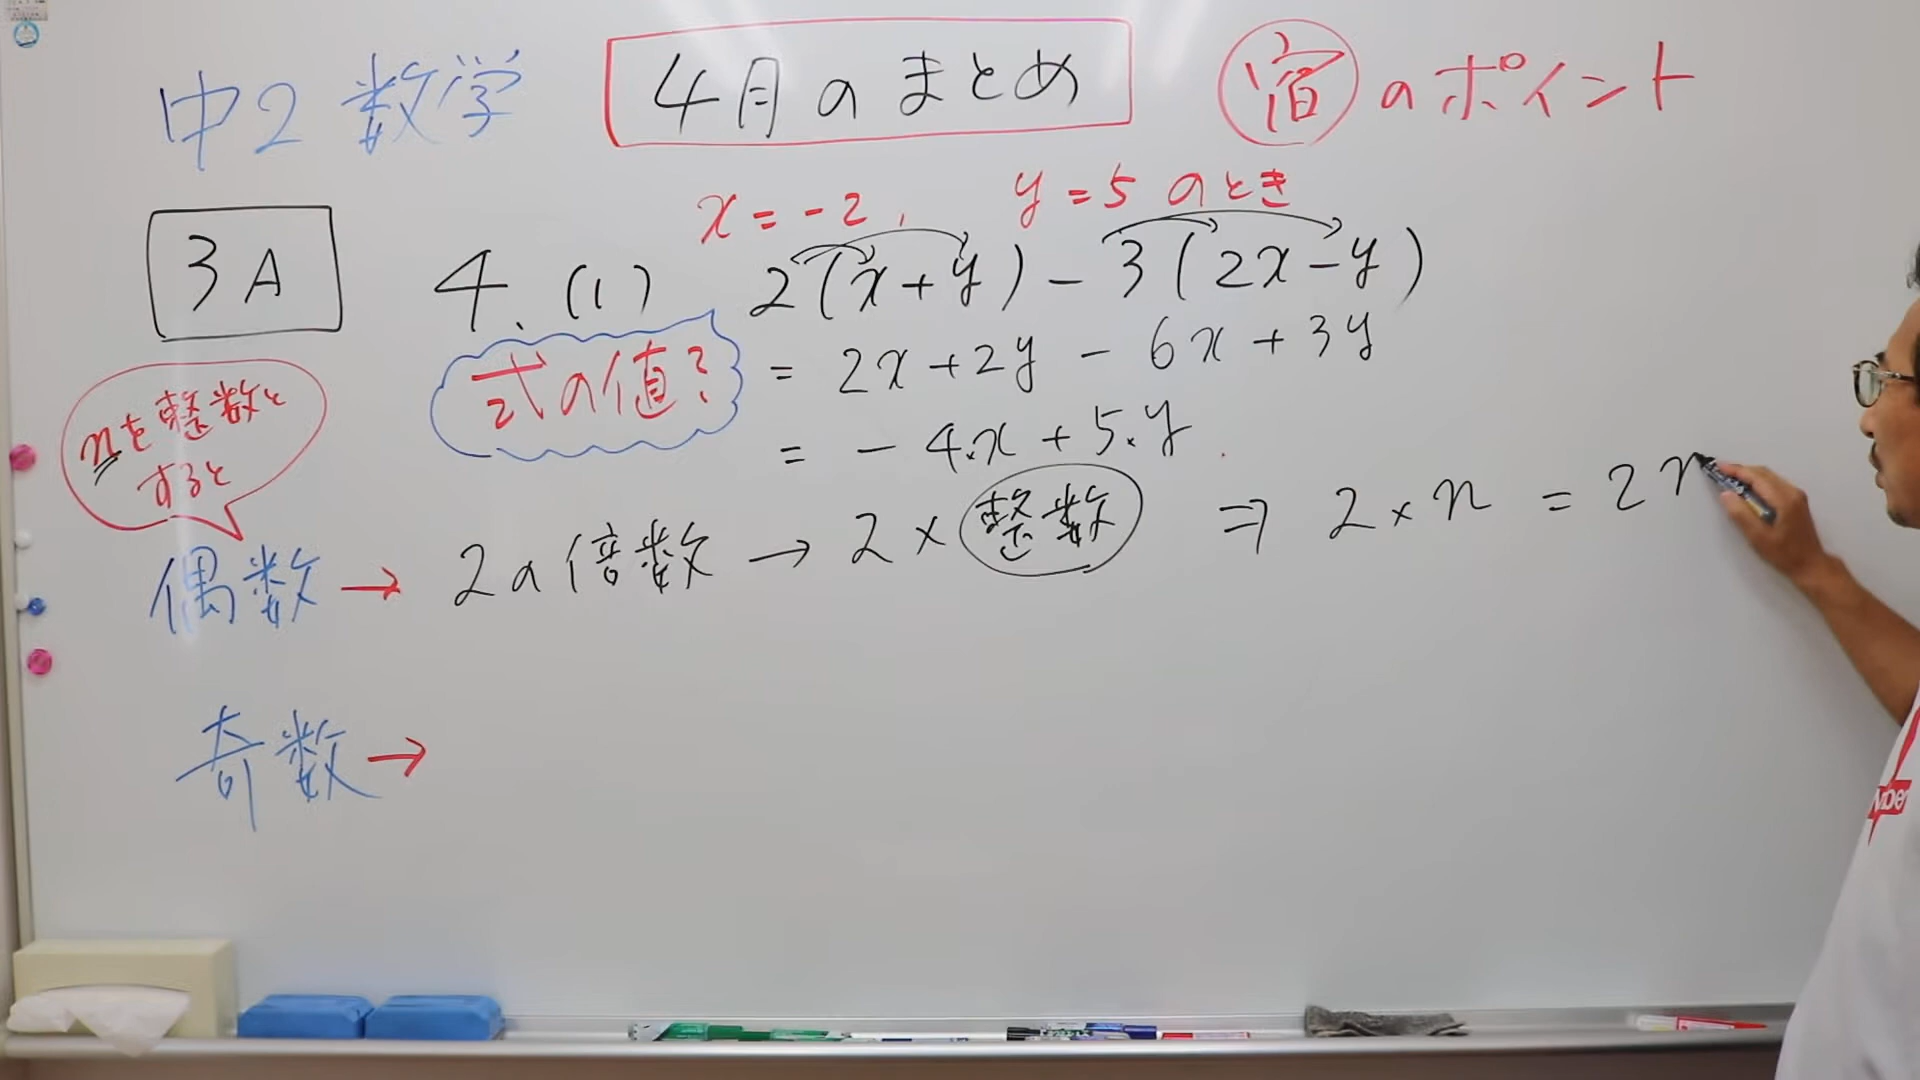 中2 数学
4月のまとめ
宿のポイント
x = -2, y = 5 のとき
3A
4. (1) 2(x+y) - 3(2x-y)
式の値?
= 2x + 2y - 6x + 3y
= - 4×x + 5×y
nを整数と
すると
偶数 → 2の倍数 → 2 × 整数 ⇒ 2 × n = 2n
奇数 →